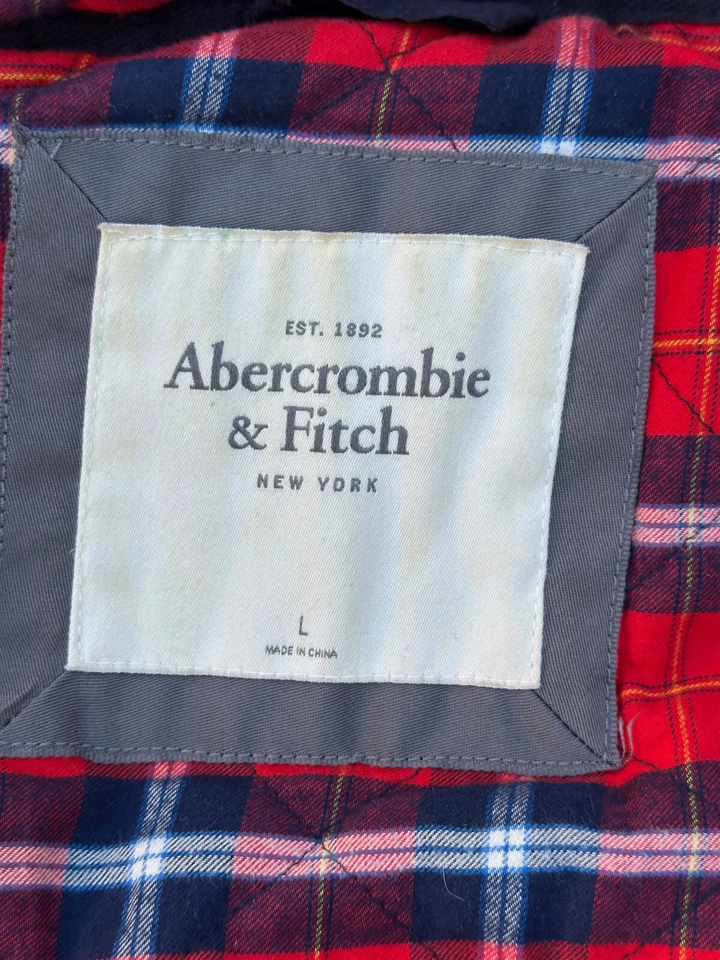 EST. 1892
Abercrombie
& Fitch
NEW YORK
L
MADE IN CHINA